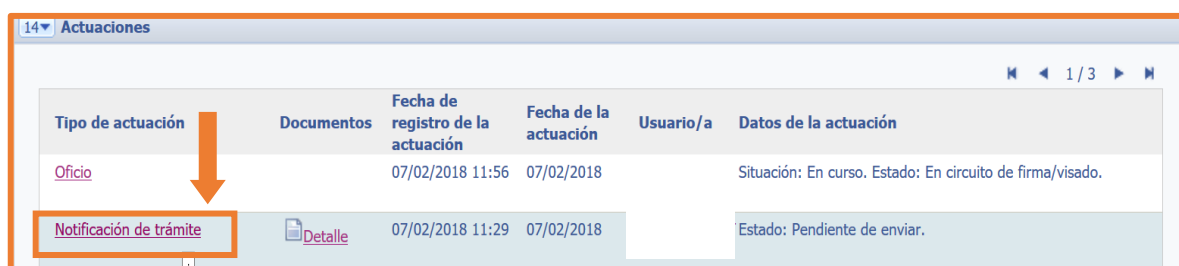 14 Actuaciones
1 / 3
Tipo de actuación Documentos Fecha de registro de la actuación Fecha de la actuación Usuario/a Datos de la actuación
Oficio 07/02/2018 11:56 07/02/2018 Situación: En curso. Estado: En circuito de firma/visado.
Notificación de trámite Detalle 07/02/2018 11:29 07/02/2018 Estado: Pendiente de enviar.